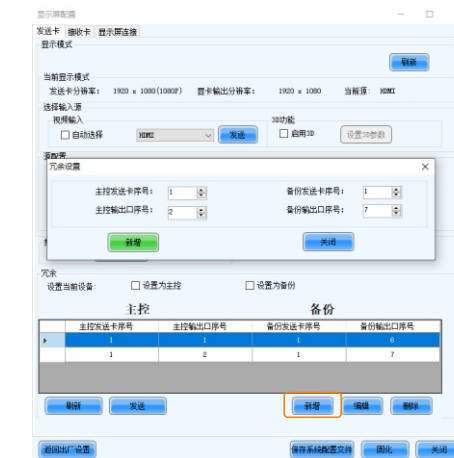 显示屏配置
发送卡 接收卡 显示屏连接
显示模式
刷新
当前显示模式
发送卡分辨率： 1920 x 1080(1080P) 显卡输出分辨率： 1920 x 1080 当前源: HDMI
选择输入源
视频输入 3D功能
自动选择 HDMI 发送 启用3D 设置3D参数
源配置
冗余设置
主控发送卡序号： 1 备份发送卡序号： 1
主控输出口序号： 2 备份输出口序号： 7
新增 关闭
冗余
设置当前设备: 设置为主控 设置为备份
主控 备份
主控发送卡序号 主控输出口序号 备份发送卡序号 备份输出口序号
1 1 1 6
1 2 1 7
刷新 发送 新增 编辑 删除
返回出厂设置 保存系统配置文件 固化 关闭